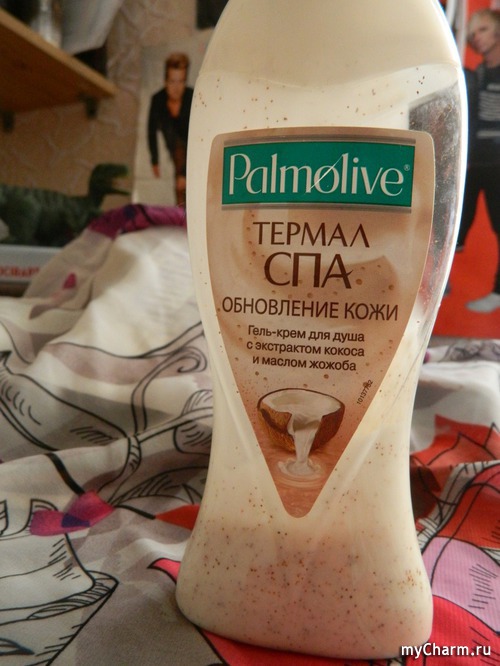 Palmolive®
ТЕРМАЛ
СПА
ОБНОВЛЕНИЕ КОЖИ
Гель-крем для душа
с экстрактом кокоса
и маслом жожоба
myCharm.ru